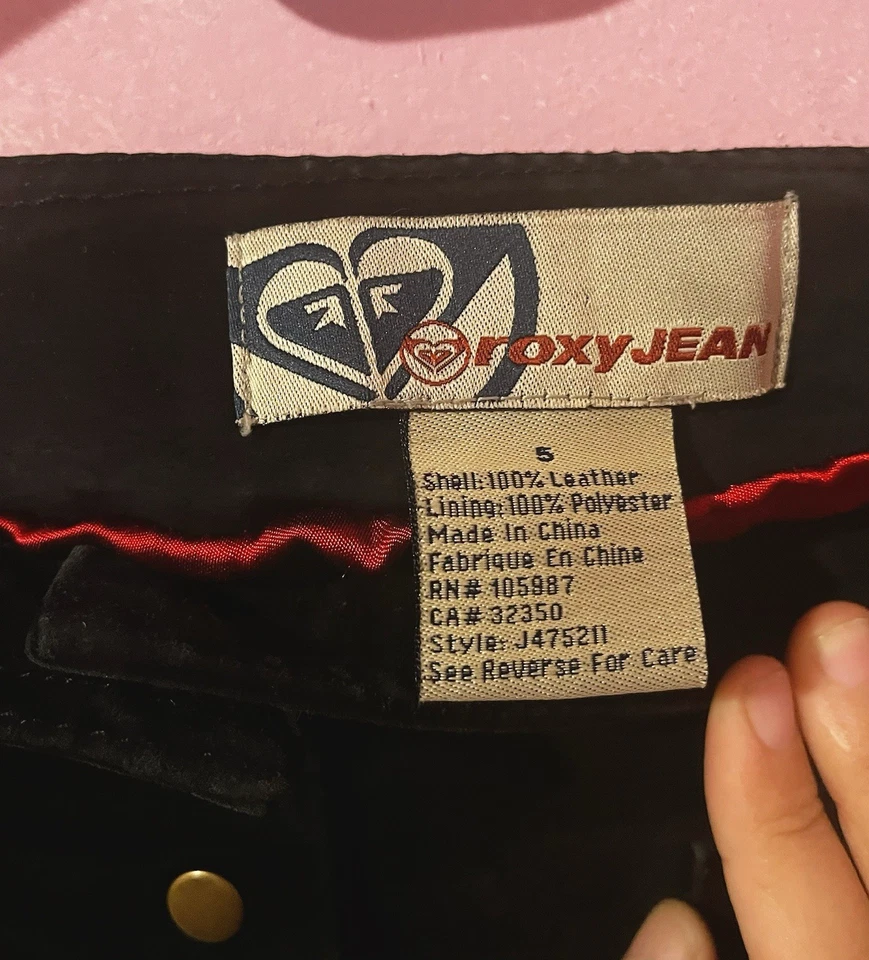 roxyJEAN
5
Shell:100% Leather
Lining:100% Polyester
Made In China
Fabrique En Chine
RN# 105987
CA# 32350
Style: J475211
See Reverse For Care